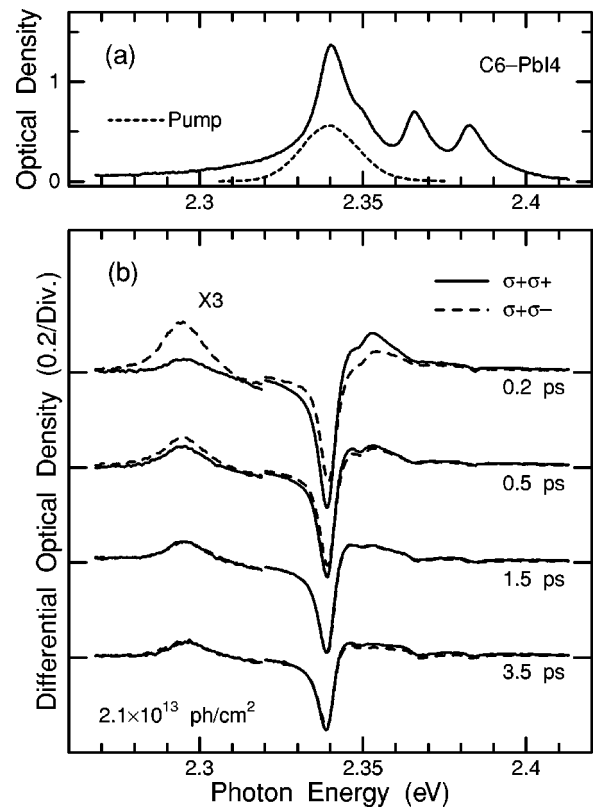 (a)
C6–PbI4
Optical Density
1
0
Pump
2.3
2.35
2.4
(b)
X3
σ+σ+
σ+σ−
Differential Optical Density (0.2/Div.)
0.2 ps
0.5 ps
1.5 ps
3.5 ps
2.1×10¹³ ph/cm²
2.3
2.35
2.4
Photon Energy (eV)